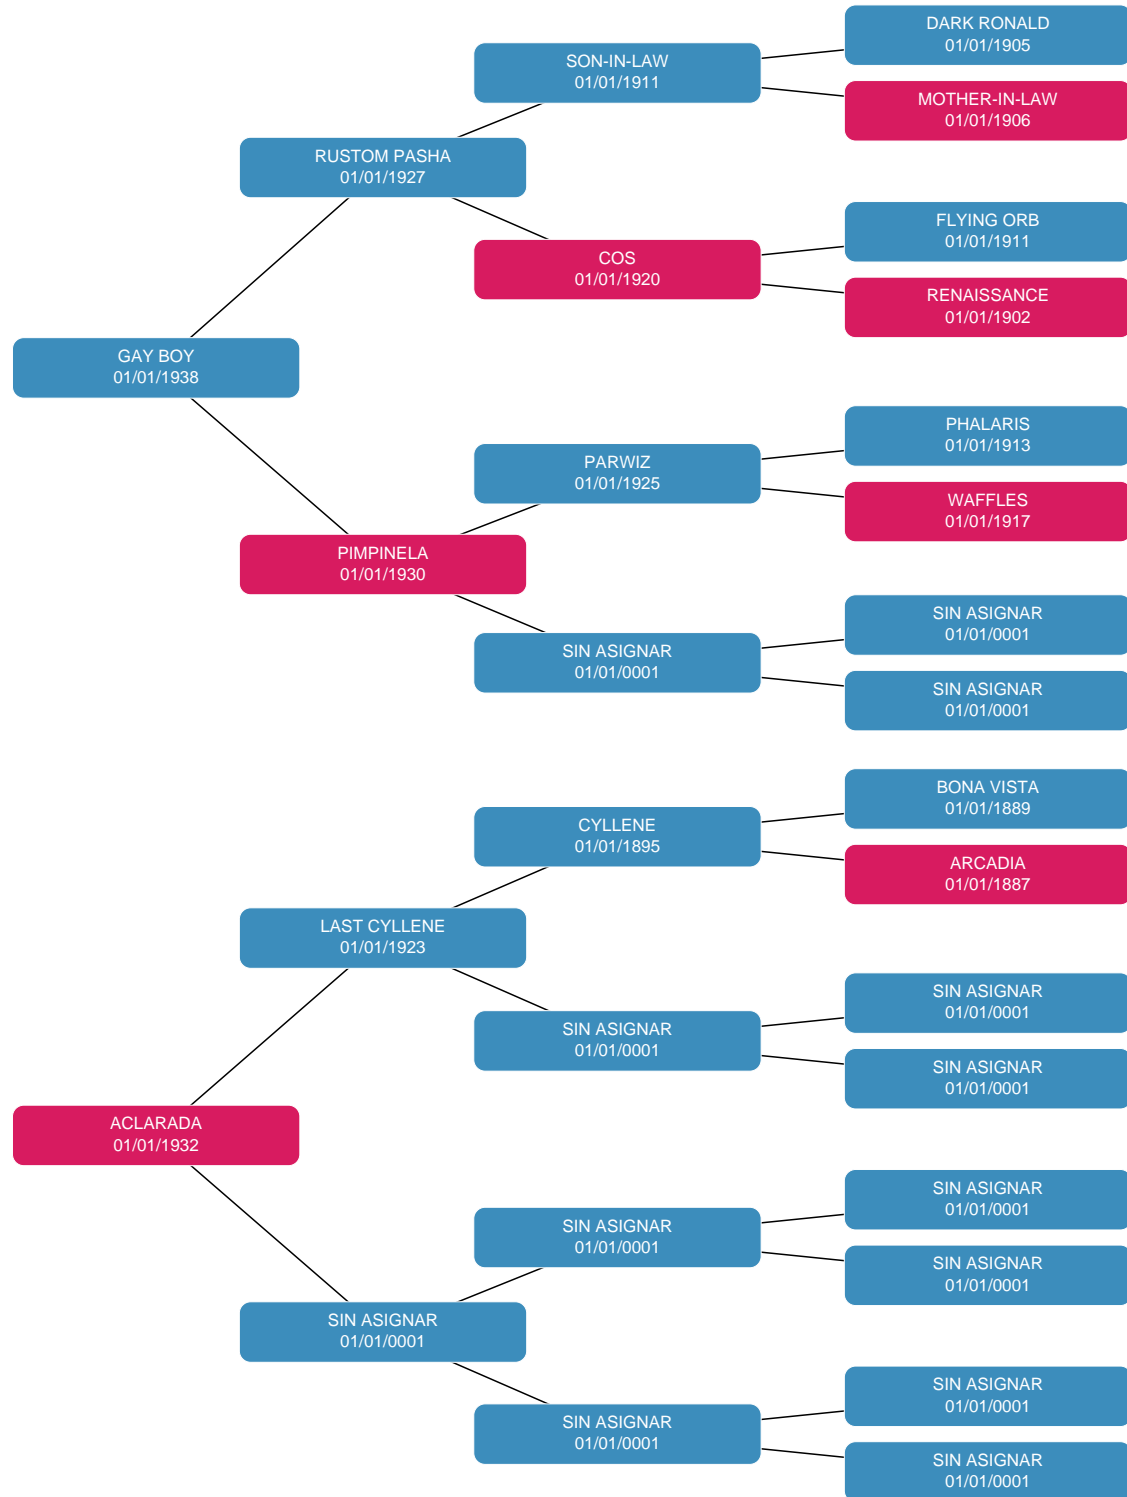 DARK RONALD
01/01/1905
SON-IN-LAW
01/01/1911
MOTHER-IN-LAW
01/01/1906
RUSTOM PASHA
01/01/1927
FLYING ORB
01/01/1911
COS
01/01/1920
RENAISSANCE
01/01/1902
GAY BOY
01/01/1938
PHALARIS
01/01/1913
PARWIZ
01/01/1925
WAFFLES
01/01/1917
PIMPINELA
01/01/1930
SIN ASIGNAR
01/01/0001
SIN ASIGNAR
01/01/0001
SIN ASIGNAR
01/01/0001
BONA VISTA
01/01/1889
CYLLENE
01/01/1895
ARCADIA
01/01/1887
LAST CYLLENE
01/01/1923
SIN ASIGNAR
01/01/0001
SIN ASIGNAR
01/01/0001
SIN ASIGNAR
01/01/0001
ACLARADA
01/01/1932
SIN ASIGNAR
01/01/0001
SIN ASIGNAR
01/01/0001
SIN ASIGNAR
01/01/0001
SIN ASIGNAR
01/01/0001
SIN ASIGNAR
01/01/0001
SIN ASIGNAR
01/01/0001
SIN ASIGNAR
01/01/0001